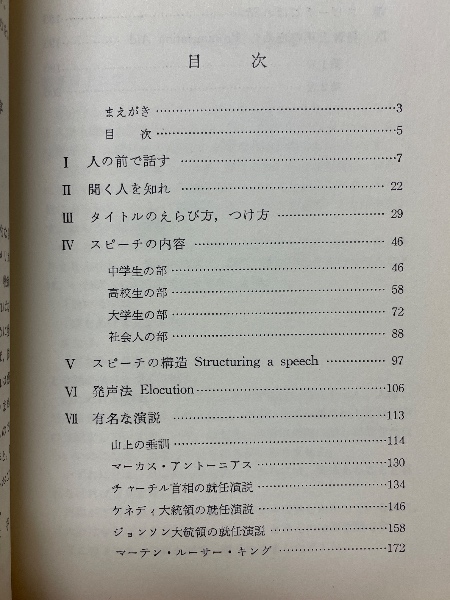 目 次
まえがき……3
目 次……5
Ⅰ 人の前で話す……7
Ⅱ 聞く人を知れ……22
Ⅲ タイトルのえらび方，つけ方……29
Ⅳ スピーチの内容……46
中学生の部……46
高校生の部……58
大学生の部……72
社会人の部……88
Ⅴ スピーチの構造 Structuring a speech……97
Ⅵ 発声法 Elocution……106
Ⅶ 有名な演説……113
山上の垂訓……114
マーカス・アントーニアス……130
チャーチル首相の就任演説……134
ケネディ大統領の就任演説……146
ジョンソン大統領の就任演説……158
マーテン・ルーサー・キング……172